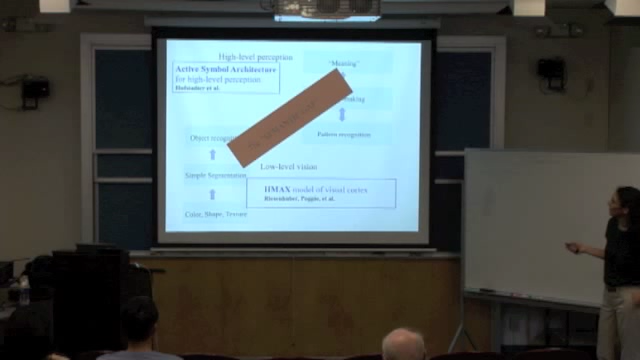 High-level perception
Active Symbol Architecture
for high-level perception
Hofstadter et al.
"Meaning"
Pattern recognition
Object
Low-level vision
Simple Segmentation
HMAX model of visual cortex
Riesenhuber, Poggio, et al.
Color, Shape, Texture